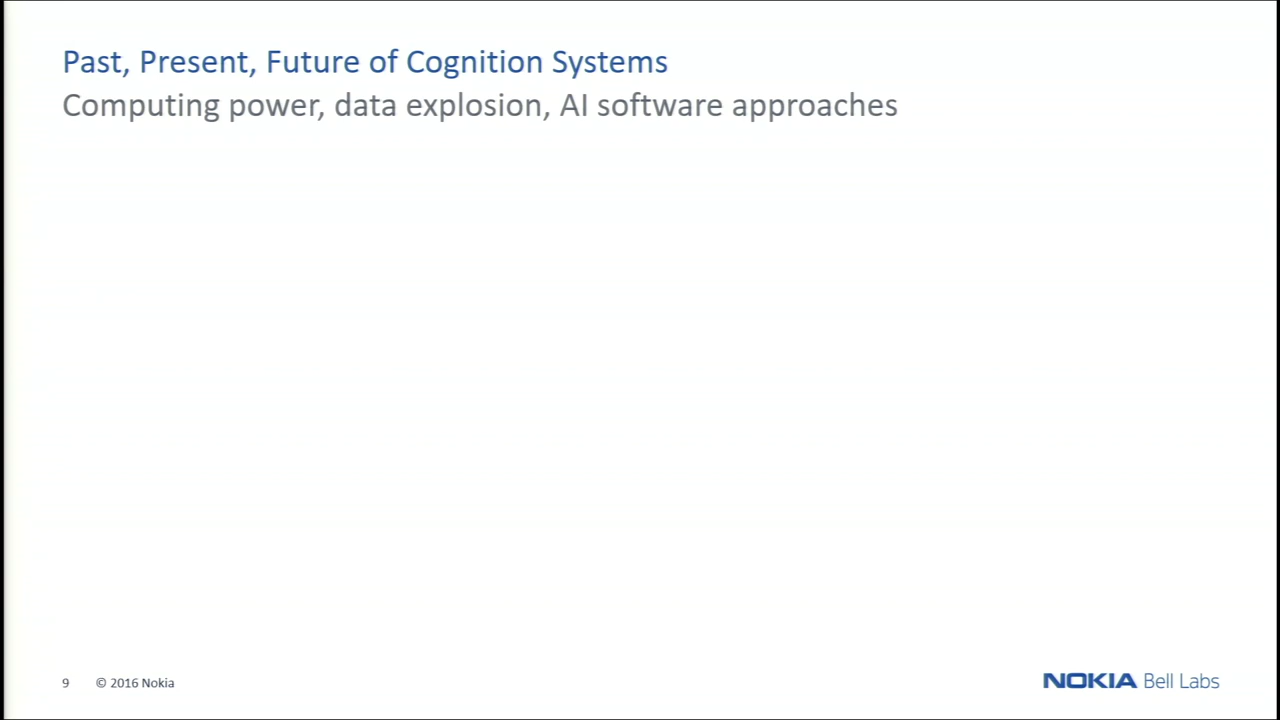 Past, Present, Future of Cognition Systems
Computing power, data explosion, AI software approaches
9 © 2016 Nokia
NOKIA Bell Labs